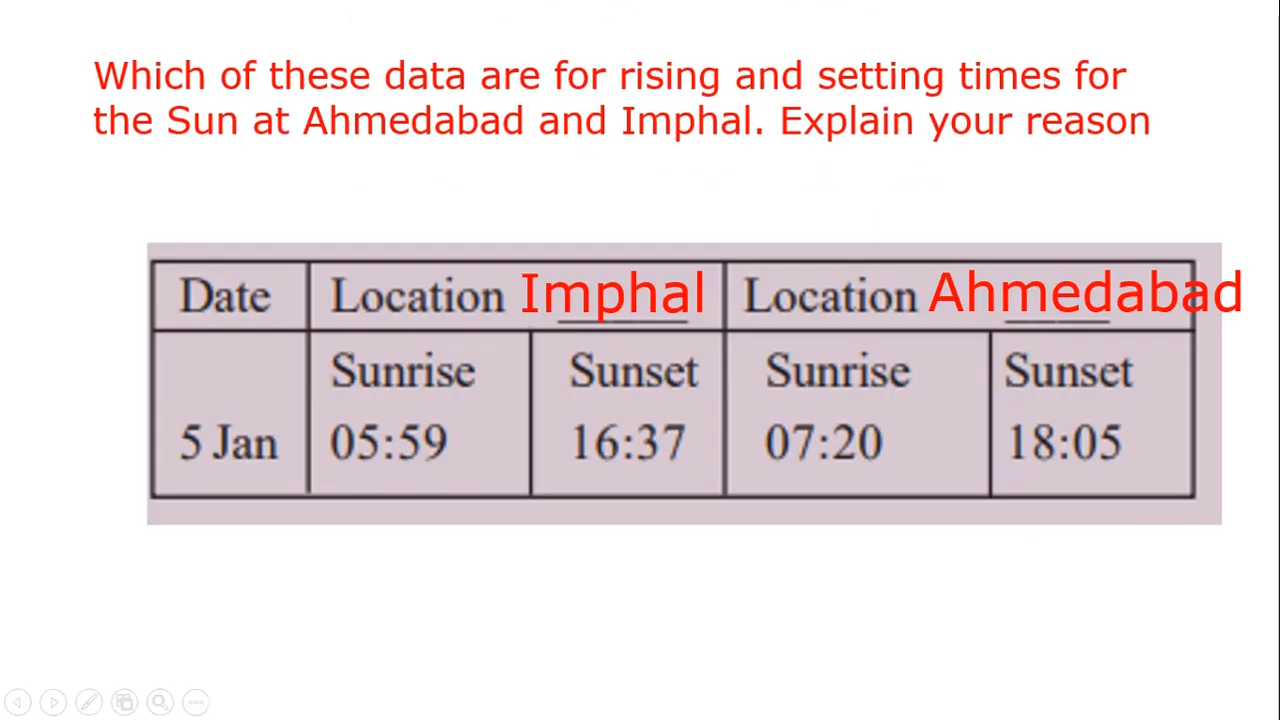 Which of these data are for rising and setting times for
the Sun at Ahmedabad and Imphal. Explain your reason
Date Location Imphal Location Ahmedabad
Sunrise Sunset Sunrise Sunset
5 Jan 05:59 16:37 07:20 18:05